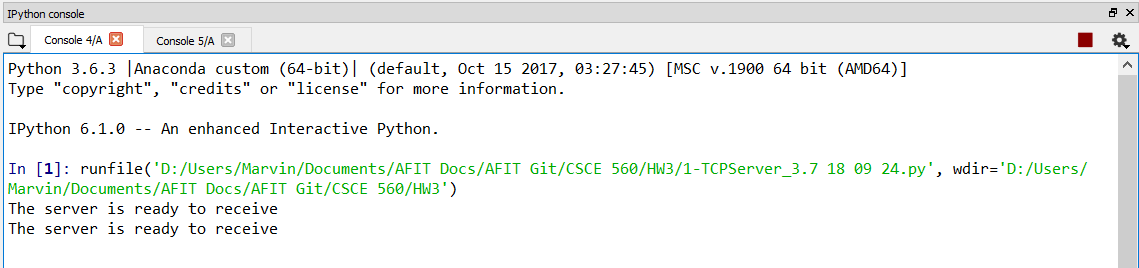 IPython console
Console 4/A
Console 5/A
Python 3.6.3 |Anaconda custom (64-bit)| (default, Oct 15 2017, 03:27:45) [MSC v.1900 64 bit (AMD64)]
Type "copyright", "credits" or "license" for more information.
IPython 6.1.0 -- An enhanced Interactive Python.
In [1]: runfile('D:/Users/Marvin/Documents/AFIT Docs/AFIT Git/CSCE 560/HW3/1-TCPServer_3.7 18 09 24.py', wdir='D:/Users/
Marvin/Documents/AFIT Docs/AFIT Git/CSCE 560/HW3')
The server is ready to receive
The server is ready to receive